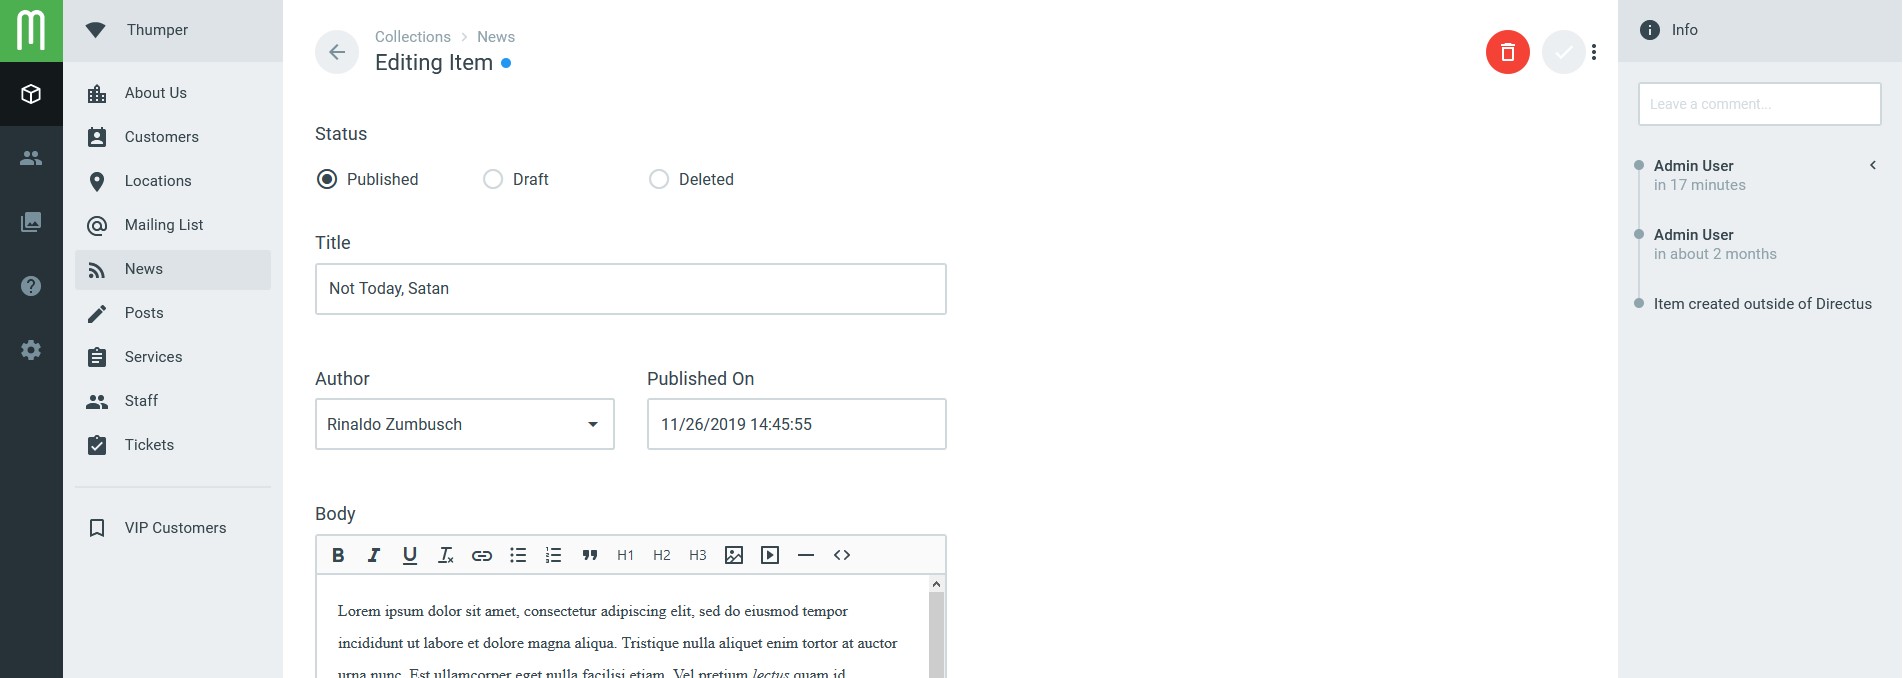 Thumper
About Us
Customers
Locations
Mailing List
News
Posts
Services
Staff
Tickets
VIP Customers
Collections > News
Editing Item
Status
Published Draft Deleted
Title
Not Today, Satan
Author Published On
Rinaldo Zumbusch 11/26/2019 14:45:55
Body
B I U H1 H2 H3 <>
Lorem ipsum dolor sit amet, consectetur adipiscing elit, sed do eiusmod tempor
incididunt ut labore et dolore magna aliqua. Tristique nulla aliquet enim tortor at auctor
urna nunc. Est ullamcorper eget nulla facilisi etiam. Vel pretium lectus quam id
Info
Leave a comment...
Admin User
in 17 minutes
Admin User
in about 2 months
Item created outside of Directus